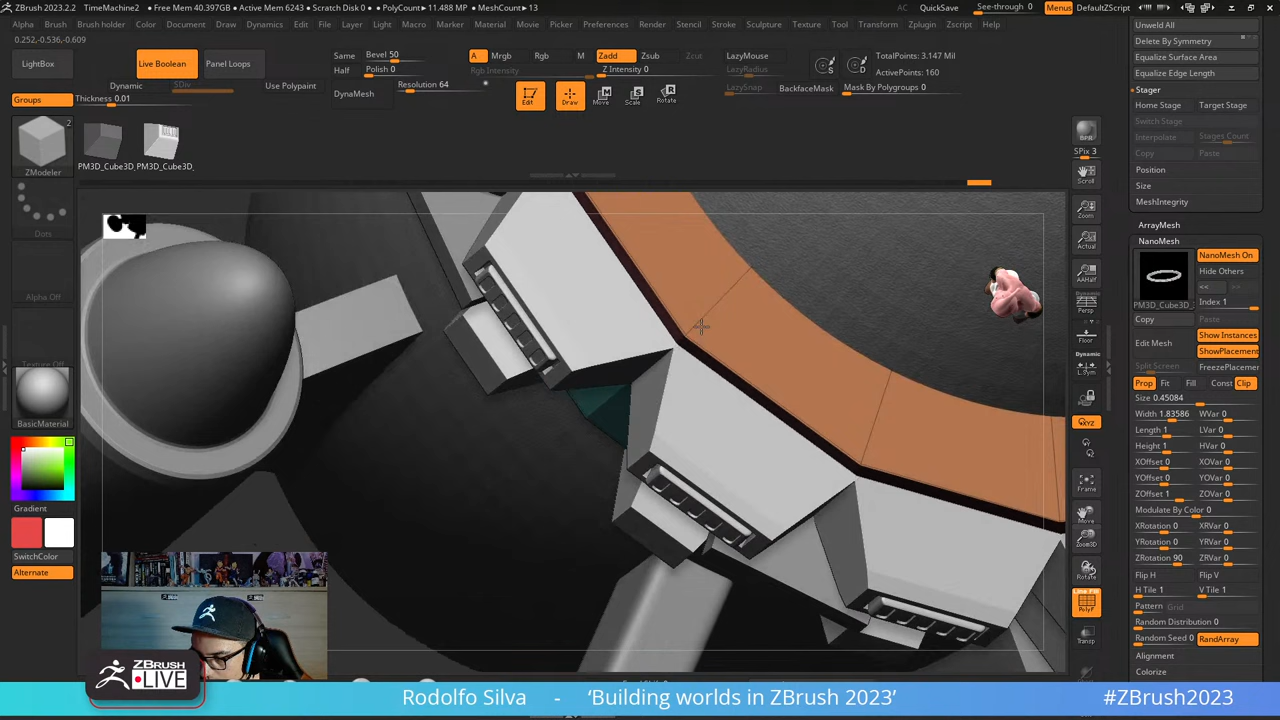 ZBrush 2023.2.2 TimeMachine2 • Free Mem 40.397GB • Active Mem 6243 • Scratch Disk 0 • PolyCount►11.488 MP • MeshCount►13
AC QuickSave See-through 0 Menus DefaultZScript
Alpha Brush Brush holder Color Document Draw Dynamics Edit File Layer Light Macro Marker Material Movie Picker Preferences Render Stencil Stroke Sculpture Texture Tool Transform Zplugin Zscript Help
0.252,-0.536,-0.609
LightBox
Live Boolean
Panel Loops
Dynamic
SDiv
Use Polypaint
Groups
Thickness 0.01
Same
Bevel 50
Half
Polish 0
Resolution 64
DynaMesh
A
Mrgb
Rgb
M
Zadd
Zsub
Zcut
Rgb Intensity
Z Intensity 0
Edit
Draw
Move
Scale
Rotate
LazyMouse
LazyRadius
LazySnap
BackfaceMask
TotalPoints: 3.147 Mil
ActivePoints: 160
Mask By Polygroups 0
2
ZModeler
PM3D_Cube3D_
PM3D_Cube3D_
Dots
Alpha Off
Texture Off
BasicMaterial
Gradient
SwitchColor
Alternate
BPR
SPix 3
Scroll
Zoom
Actual
AAHalf
Dynamic
Persp
Floor
Dynamic
L.Sym
XYZ
Frame
Move
Zoom3D
Rotate
Line Fill
PolyF
Transp
Unweld All
Delete By Symmetry
Equalize Surface Area
Equalize Edge Length
Stager
Home Stage Target Stage
Switch Stage
Interpolate Stages Count
Copy Paste
Position
Size
MeshIntegrity
ArrayMesh
NanoMesh
NanoMesh On
Hide Others
<< >>
PM3D_Cube3D_
Index 1
Copy Paste
Edit Mesh
Show Instances
ShowPlacement
Split Screen
FreezePlacemen
Prop Fit Fill Const Clip
Size 0.45084
Width 1.83586 WVar 0
Length 1 LVar 0
Height 1 HVar 0
XOffset 0 XOVar 0
YOffset 0 YOVar 0
ZOffset 1 ZOVar 0
Modulate By Color 0
XRotation 0 XRVar 0
YRotation 0 YRVar 0
ZRotation 90 ZRVar 0
Flip H Flip V
H Tile 1 V Tile 1
Pattern Grid
Random Distribution 0
Random Seed 0 RandArray
Alignment
Colorize
ZBRUSH
•LIVE
Rodolfo Silva - ‘Building worlds in ZBrush 2023’ #ZBrush2023